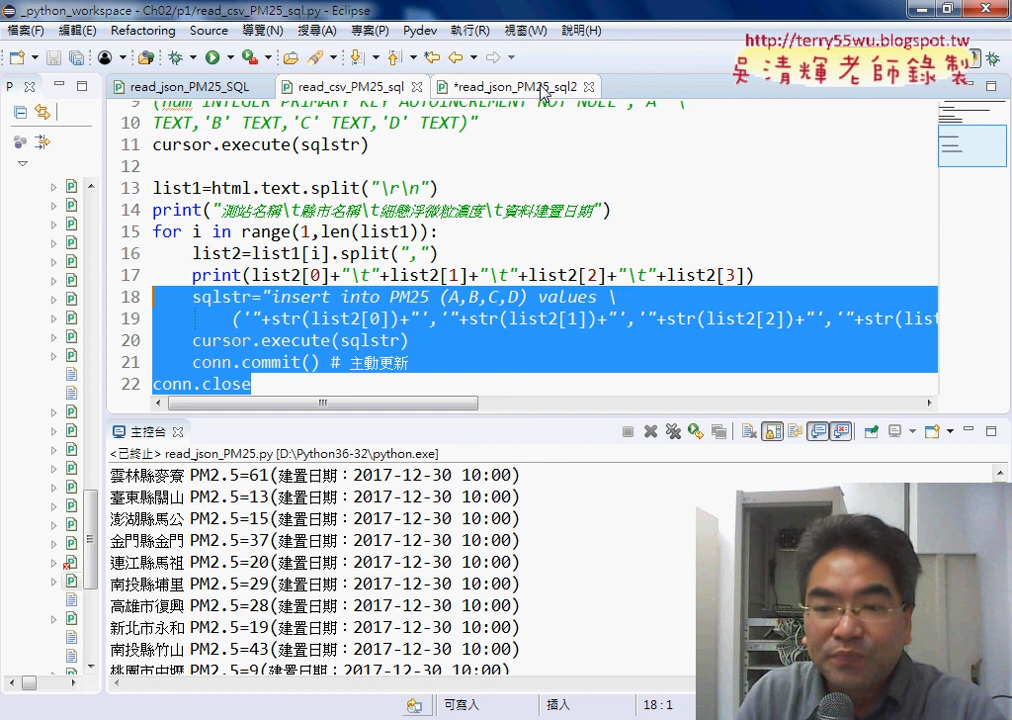 _python_workspace - Ch02/p1/read_csv_PM25_sql.py - Eclipse
檔案(F) 編輯(E) Refactoring Source 導覽(N) 搜尋(A) 專案(P) Pydev 執行(R) 視窗(W) 說明(H)
http://terry55wu.blogspot.tw
吳清輝老師錄製
P
read_json_PM25_SQL
read_csv_PM25_sql
*read_json_PM25_sql2
9 (num INTEGER PRIMARY KEY AUTOINCREMENT NOT NULL ,'A' \
10 TEXT,'B' TEXT,'C' TEXT,'D' TEXT)"
11 cursor.execute(sqlstr)
12
13 list1=html.text.split("\r\n")
14 print("測站名稱\t縣市名稱\t細懸浮微粒濃度\t資料建置日期")
15 for i in range(1,len(list1)):
16 list2=list1[i].split(",")
17 print(list2[0]+"\t"+list2[1]+"\t"+list2[2]+"\t"+list2[3])
18 sqlstr="insert into PM25 (A,B,C,D) values \
19 ('"+str(list2[0])+"','"+str(list2[1])+"','"+str(list2[2])+"','"+str(list
20 cursor.execute(sqlstr)
21 conn.commit() # 主動更新
22 conn.close
主控台
<已終止> read_json_PM25.py [D:\Python36-32\python.exe]
雲林縣麥寮 PM2.5=61(建置日期：2017-12-30 10:00)
臺東縣關山 PM2.5=13(建置日期：2017-12-30 10:00)
澎湖縣馬公 PM2.5=15(建置日期：2017-12-30 10:00)
金門縣金門 PM2.5=37(建置日期：2017-12-30 10:00)
連江縣馬祖 PM2.5=20(建置日期：2017-12-30 10:00)
南投縣埔里 PM2.5=29(建置日期：2017-12-30 10:00)
高雄市復興 PM2.5=28(建置日期：2017-12-30 10:00)
新北市永和 PM2.5=19(建置日期：2017-12-30 10:00)
南投縣竹山 PM2.5=43(建置日期：2017-12-30 10:00)
桃園市中壢 PM2.5=9(建置日期：2017-12-30 10:00)
可寫入 插入 18:1